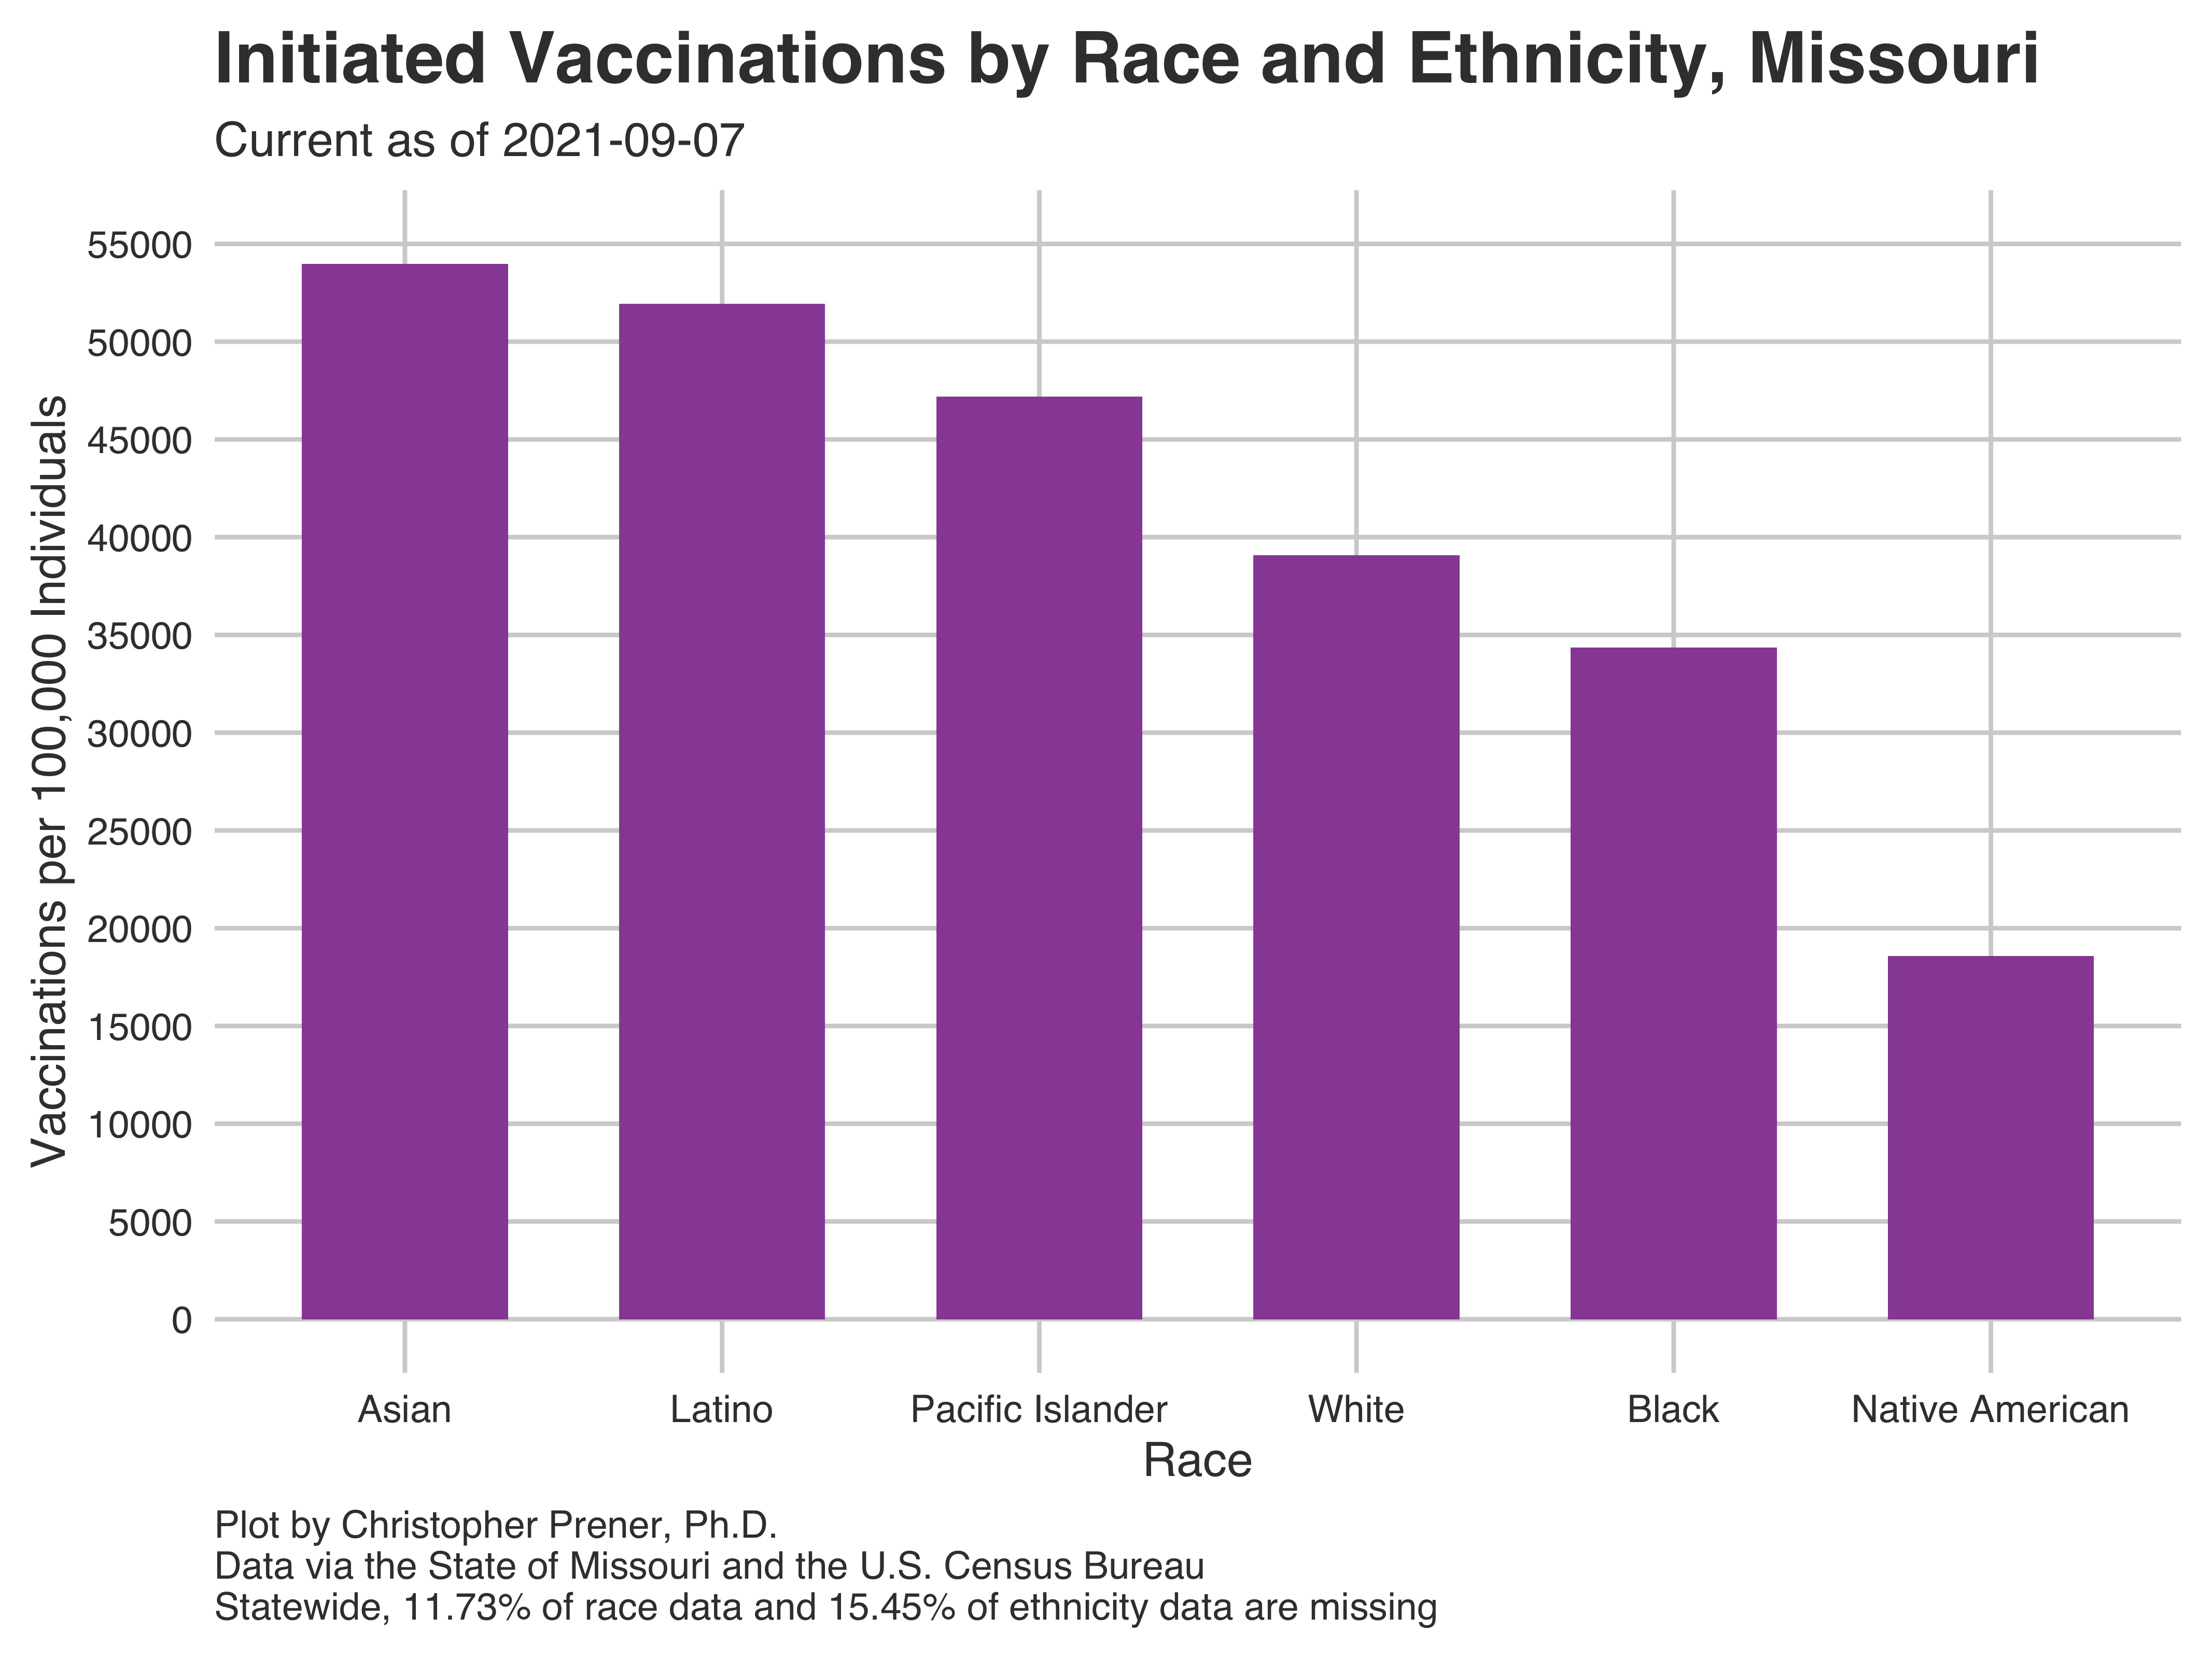 Initiated Vaccinations by Race and Ethnicity, Missouri
Current as of 2021-09-07
Vaccinations per 100,000 Individuals
55000
50000
45000
40000
35000
30000
25000
20000
15000
10000
5000
0
Asian
Latino
Pacific Islander
White
Black
Native American
Race
Plot by Christopher Prener, Ph.D.
Data via the State of Missouri and the U.S. Census Bureau
Statewide, 11.73% of race data and 15.45% of ethnicity data are missing